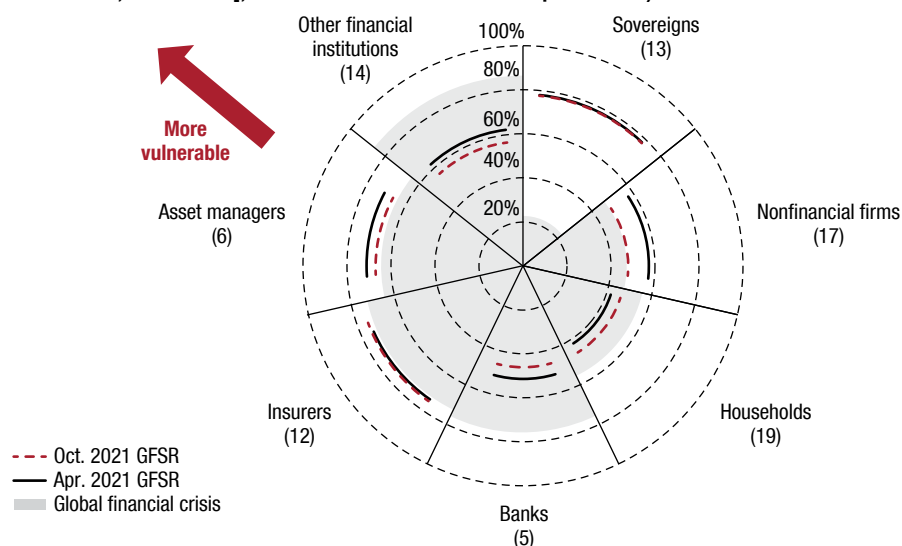 Other financial
institutions
(14)
100%
Sovereigns
(13)
80%
60%
40%
20%
More
vulnerable
Asset managers
(6)
Nonfinancial firms
(17)
Insurers
(12)
Households
(19)
Banks
(5)
Oct. 2021 GFSR
Apr. 2021 GFSR
Global financial crisis